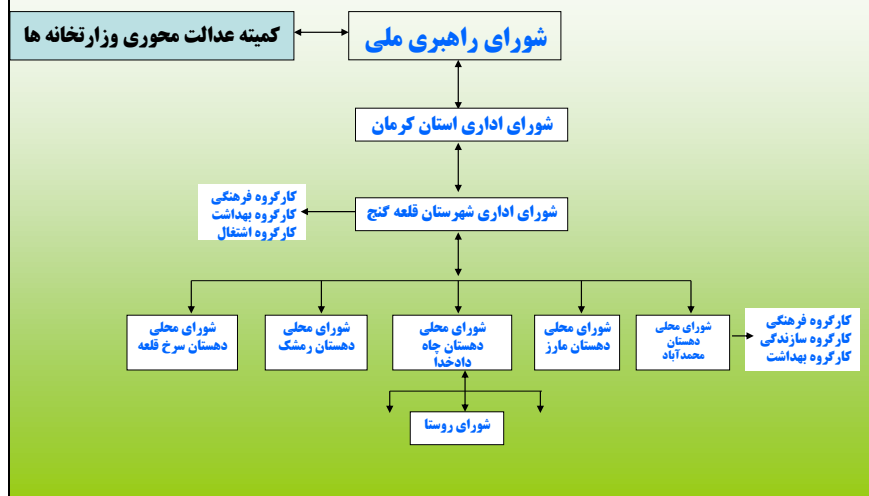 شورای راهبری ملی
کمیته عدالت محوری وزارتخانه ها
شورای اداری استان کرمان
شورای اداری شهرستان قلعه گنج
کارگروه فرهنگی
کارگروه بهداشت
کارگروه اشتغال
شورای محلی
دهستان
محمدآباد
شورای محلی
دهستان مارز
شورای محلی
دهستان چاه
دادخدا
شورای محلی
دهستان رمشک
شورای محلی
دهستان سرخ قلعه
کارگروه فرهنگی
کارگروه سازندگی
کارگروه بهداشت
شورای روستا